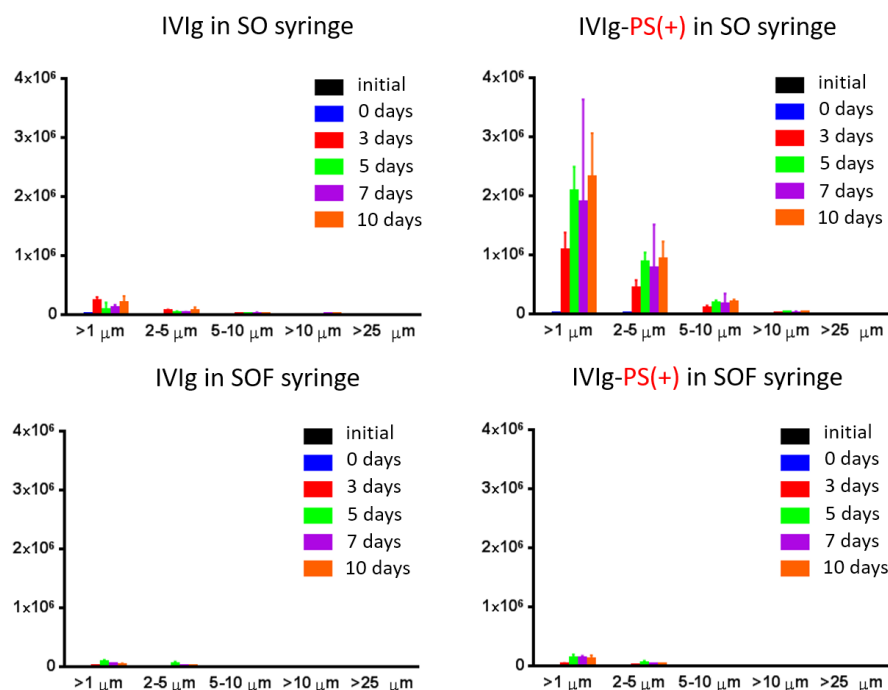 IVIg in SO syringe
4x10⁶
3x10⁶
2x10⁶
1x10⁶
0
initial
0 days
3 days
5 days
7 days
10 days
>1 μm 2-5 μm 5-10 μm >10 μm >25 μm
IVIg-PS(+) in SO syringe
4x10⁶
3x10⁶
2x10⁶
1x10⁶
0
initial
0 days
3 days
5 days
7 days
10 days
>1 μm 2-5 μm 5-10 μm >10 μm >25 μm
IVIg in SOF syringe
4x10⁶
3x10⁶
2x10⁶
1x10⁶
0
initial
0 days
3 days
5 days
7 days
10 days
>1 μm 2-5 μm 5-10 μm >10 μm >25 μm
IVIg-PS(+) in SOF syringe
4x10⁶
3x10⁶
2x10⁶
1x10⁶
0
initial
0 days
3 days
5 days
7 days
10 days
>1 μm 2-5 μm 5-10 μm >10 μm >25 μm